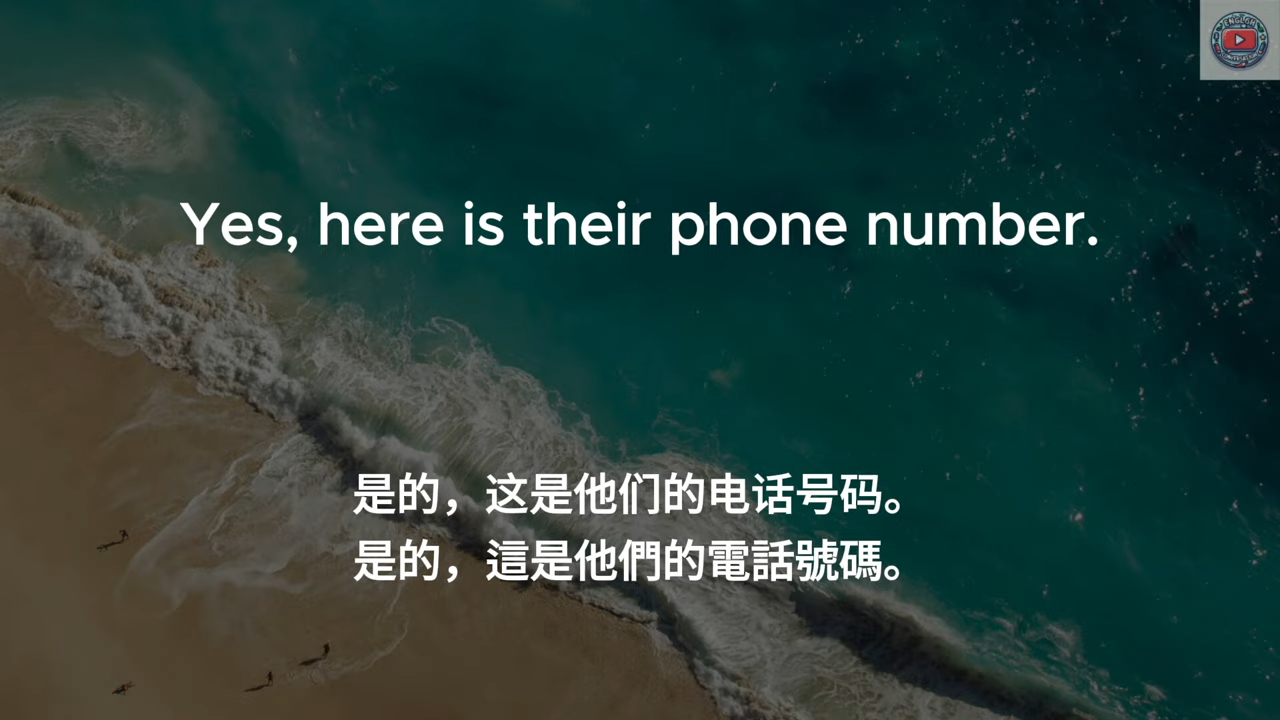 Yes, here is their phone number.
是的，这是他们的电话号码。
是的，這是他們的電話號碼。